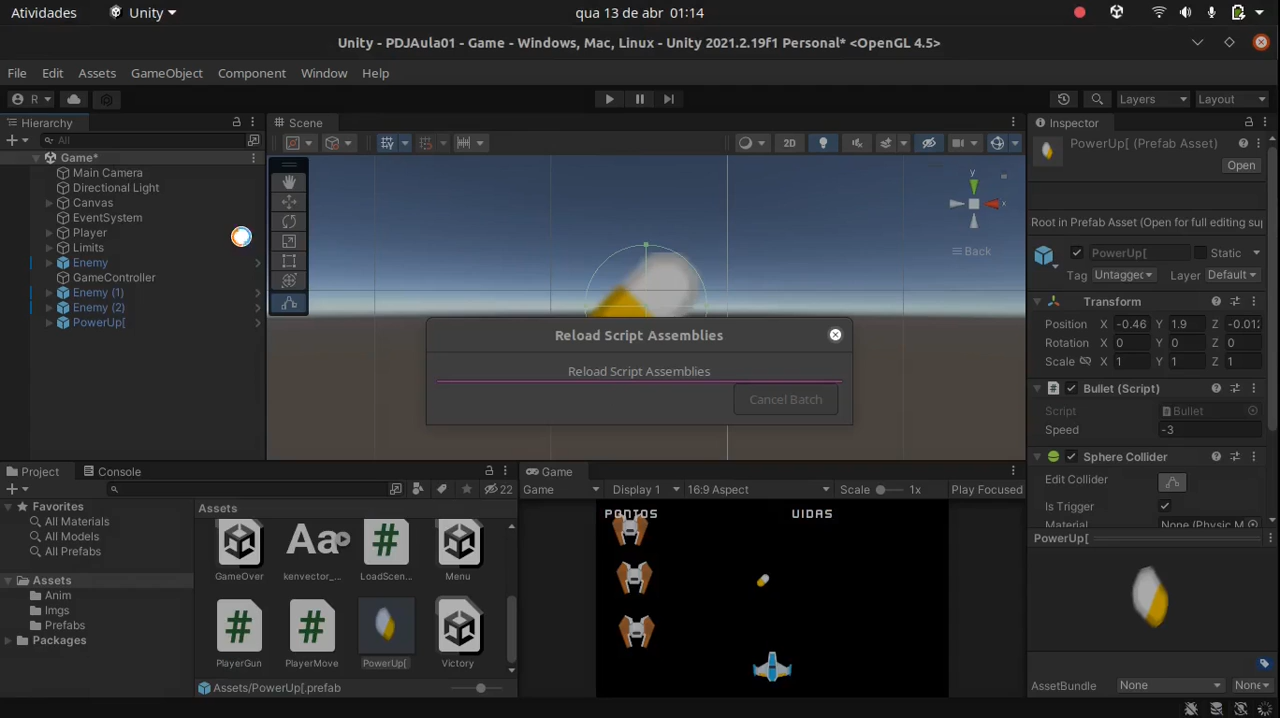 Atividades
Unity
qua 13 de abr 01:14
Unity - PDJAula01 - Game - Windows, Mac, Linux - Unity 2021.2.19f1 Personal* <OpenGL 4.5>
File Edit Assets GameObject Component Window Help
R
Layers
Layout
Hierarchy
All
Game*
Main Camera
Directional Light
Canvas
EventSystem
Player
Limits
Enemy
GameController
Enemy (1)
Enemy (2)
PowerUp[
Scene
2D
y
x
Back
Reload Script Assemblies
Reload Script Assemblies
Cancel Batch
Inspector
PowerUp[ (Prefab Asset)
Open
Root in Prefab Asset (Open for full editing su
PowerUp[ Static
Tag Untagged Layer Default
Transform
Position X -0.46 Y 1.9 Z -0.012
Rotation X 0 Y 0 Z 0
Scale X 1 Y 1 Z 1
Bullet (Script)
Script Bullet
Speed -3
Sphere Collider
Edit Collider
Is Trigger
Material None (Physic M
PowerUp[
AssetBundle None None
Project Console
22
Favorites
All Materials
All Models
All Prefabs
Assets
Anim
Imgs
Prefabs
Packages
Assets
Aa
GameOver kenvector_... LoadScen... Menu
PlayerGun PlayerMove PowerUp[ Victory
Assets/PowerUp[.prefab
Game
Game Display 1 16:9 Aspect Scale 1x Play Focused
PONTOS VIDAS